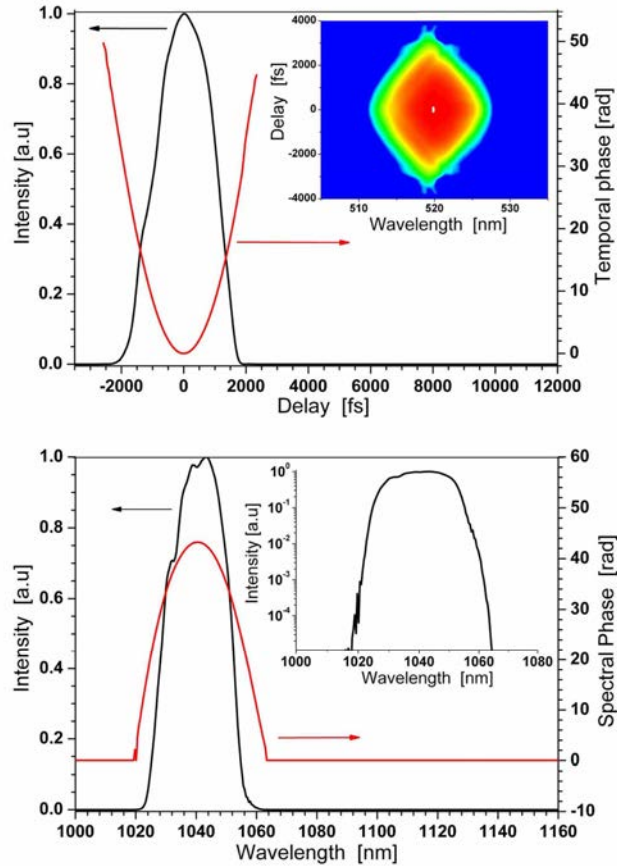 1.0
0.8
0.6
0.4
0.2
0.0
Intensity [a.u]
-2000 0 2000 4000 6000 8000 10000 12000
Delay [fs]
50
40
30
20
10
0
Temporal phase [rad]
4000
2000
0
-2000
-4000
Delay [fs]
510 520 530
Wavelength [nm]
1.0
0.8
0.6
0.4
0.2
0.0
Intensity [a.u]
1000 1020 1040 1060 1080 1100 1120 1140 1160
Wavelength [nm]
60
50
40
30
20
10
0
-10
Spectral Phase [rad]
10⁰
10⁻¹
10⁻²
10⁻³
10⁻⁴
Intensity [a.u]
1000 1020 1040 1060 1080
Wavelength [nm]